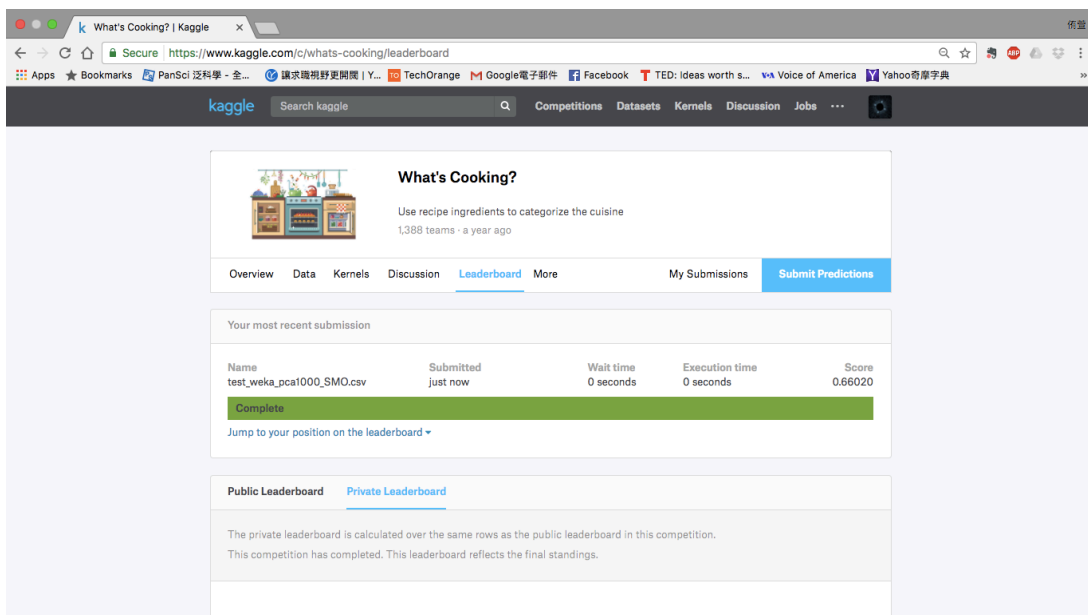 k What's Cooking? | Kaggle
侑萱
Secure https://www.kaggle.com/c/whats-cooking/leaderboard
ABP
Apps Bookmarks PanSci 泛科學 - 全... 讓求職視野更開闊 | Y... TO TechOrange Google電子郵件 Facebook TED: Ideas worth s... VOA Voice of America Yahoo奇摩字典 »
kaggle Search kaggle Competitions Datasets Kernels Discussion Jobs ...
What's Cooking?
Use recipe ingredients to categorize the cuisine
1,388 teams · a year ago
Overview Data Kernels Discussion Leaderboard More My Submissions Submit Predictions
Your most recent submission
Name Submitted Wait time Execution time Score
test_weka_pca1000_SMO.csv just now 0 seconds 0 seconds 0.66020
Complete
Jump to your position on the leaderboard
Public Leaderboard Private Leaderboard
The private leaderboard is calculated over the same rows as the public leaderboard in this competition.
This competition has completed. This leaderboard reflects the final standings.